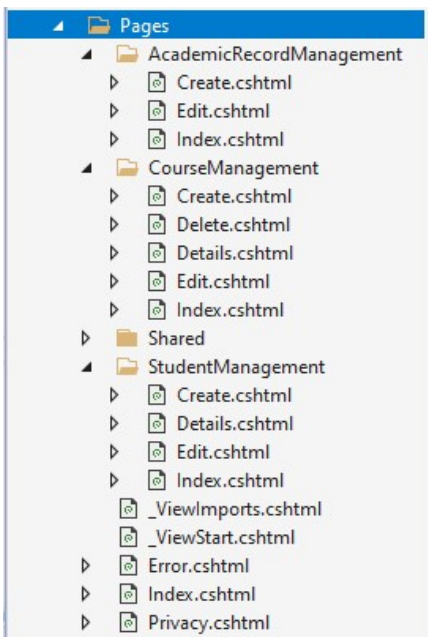 Pages
AcademicRecordManagement
Create.cshtml
Edit.cshtml
Index.cshtml
CourseManagement
Create.cshtml
Delete.cshtml
Details.cshtml
Edit.cshtml
Index.cshtml
Shared
StudentManagement
Create.cshtml
Details.cshtml
Edit.cshtml
Index.cshtml
_ViewImports.cshtml
_ViewStart.cshtml
Error.cshtml
Index.cshtml
Privacy.cshtml